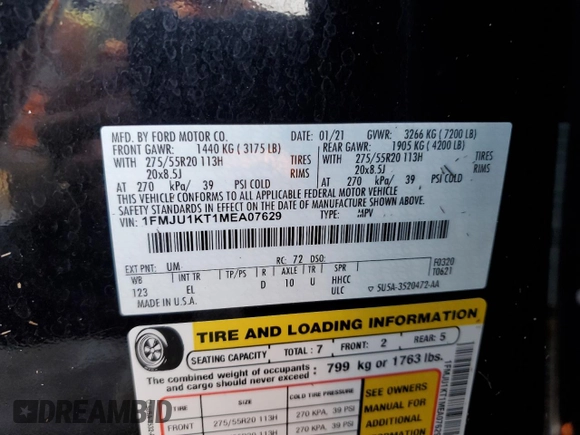 MFD. BY FORD MOTOR CO. DATE: 01/21 GVWR: 3266 KG ( 7200 LB)
FRONT GAWR: 1440 KG ( 3175 LB) REAR GAWR: 1905 KG ( 4200 LB)
WITH 275/55R20 113H TIRES WITH 275/55R20 113H TIRES
20x8.5J RIMS 20x8.5J RIMS
AT 270 kPa/ 39 PSI COLD AT 270 kPa/ 39 PSI COLD
THIS VEHICLE CONFORMS TO ALL APPLICABLE FEDERAL MOTOR VEHICLE
SAFETY AND THEFT PREVENTION STANDARDS IN EFFECT ON THE DATE OF
VIN: 1FMJU1KT1MEA07629 TYPE: MPV
F0320
T0621
EXT PNT: UM RC: 72 DSO:
WB INT TR TP/PS R AXLE TR SPR
123 EL D 10 U HHCC
ULC
MADE IN U.S.A. SU5A-3520472-AA
TIRE AND LOADING INFORMATION
SEATING CAPACITY TOTAL: 7 FRONT: 2 REAR: 5
The combined weight of occupants and cargo should never exceed : 799 kg or 1763 lbs.
TIRE SIZE COLD TIRE PRESSURE
FRONT 275/55R20 113H 270 KPA, 39 PSI
SEE OWNERS
MANUAL FOR
ADDITIONAL
DREAMBID